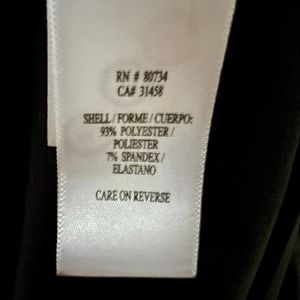 RN # 80734
CA# 31458
SHELL / FORME / CUERPO:
93% POLYESTER /
POLIESTER
7% SPANDEX /
ELASTANO
CARE ON REVERSE